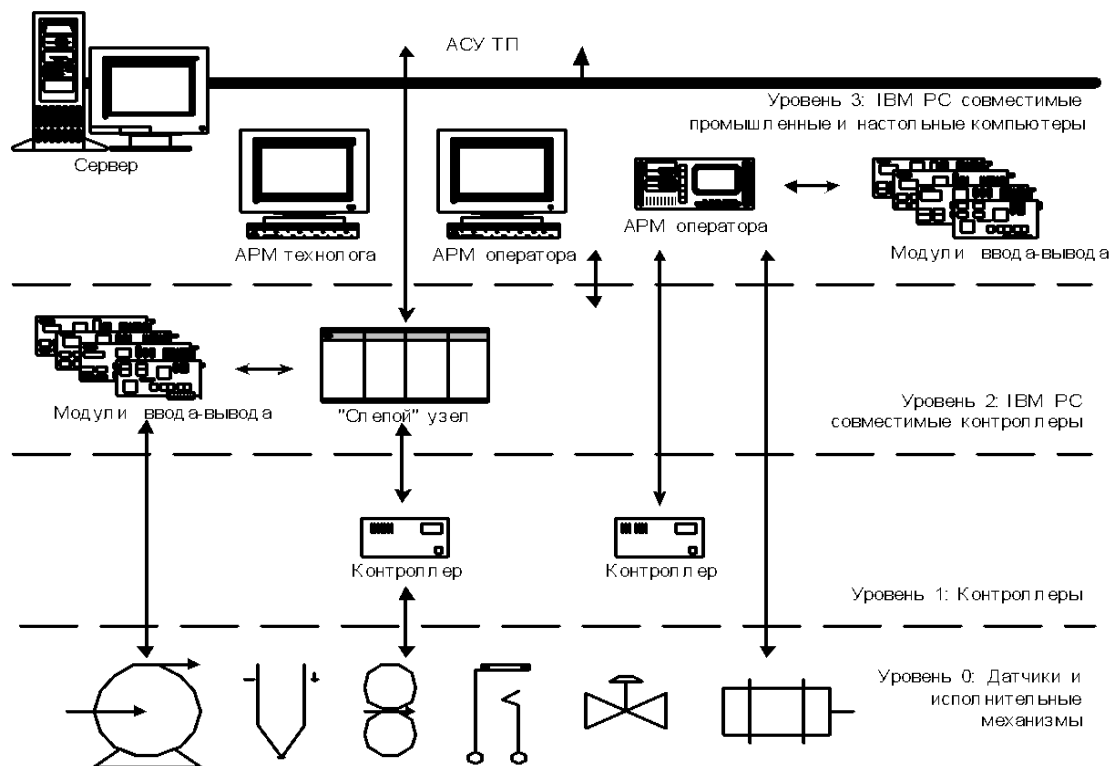 АСУ ТП
Уровень 3: IBM PC совместимые
промышленные и настольные компьютеры
Сервер
АРМ технолога
АРМ оператора
АРМ оператора
Модули ввода-вывода
Модули ввода-вывода
"Слепой" узел
Уровень 2: IBM PC
совместимые контроллеры
Контроллер
Контроллер
Уровень 1: Контроллеры
Уровень 0: Датчики и
исполнительные
механизмы